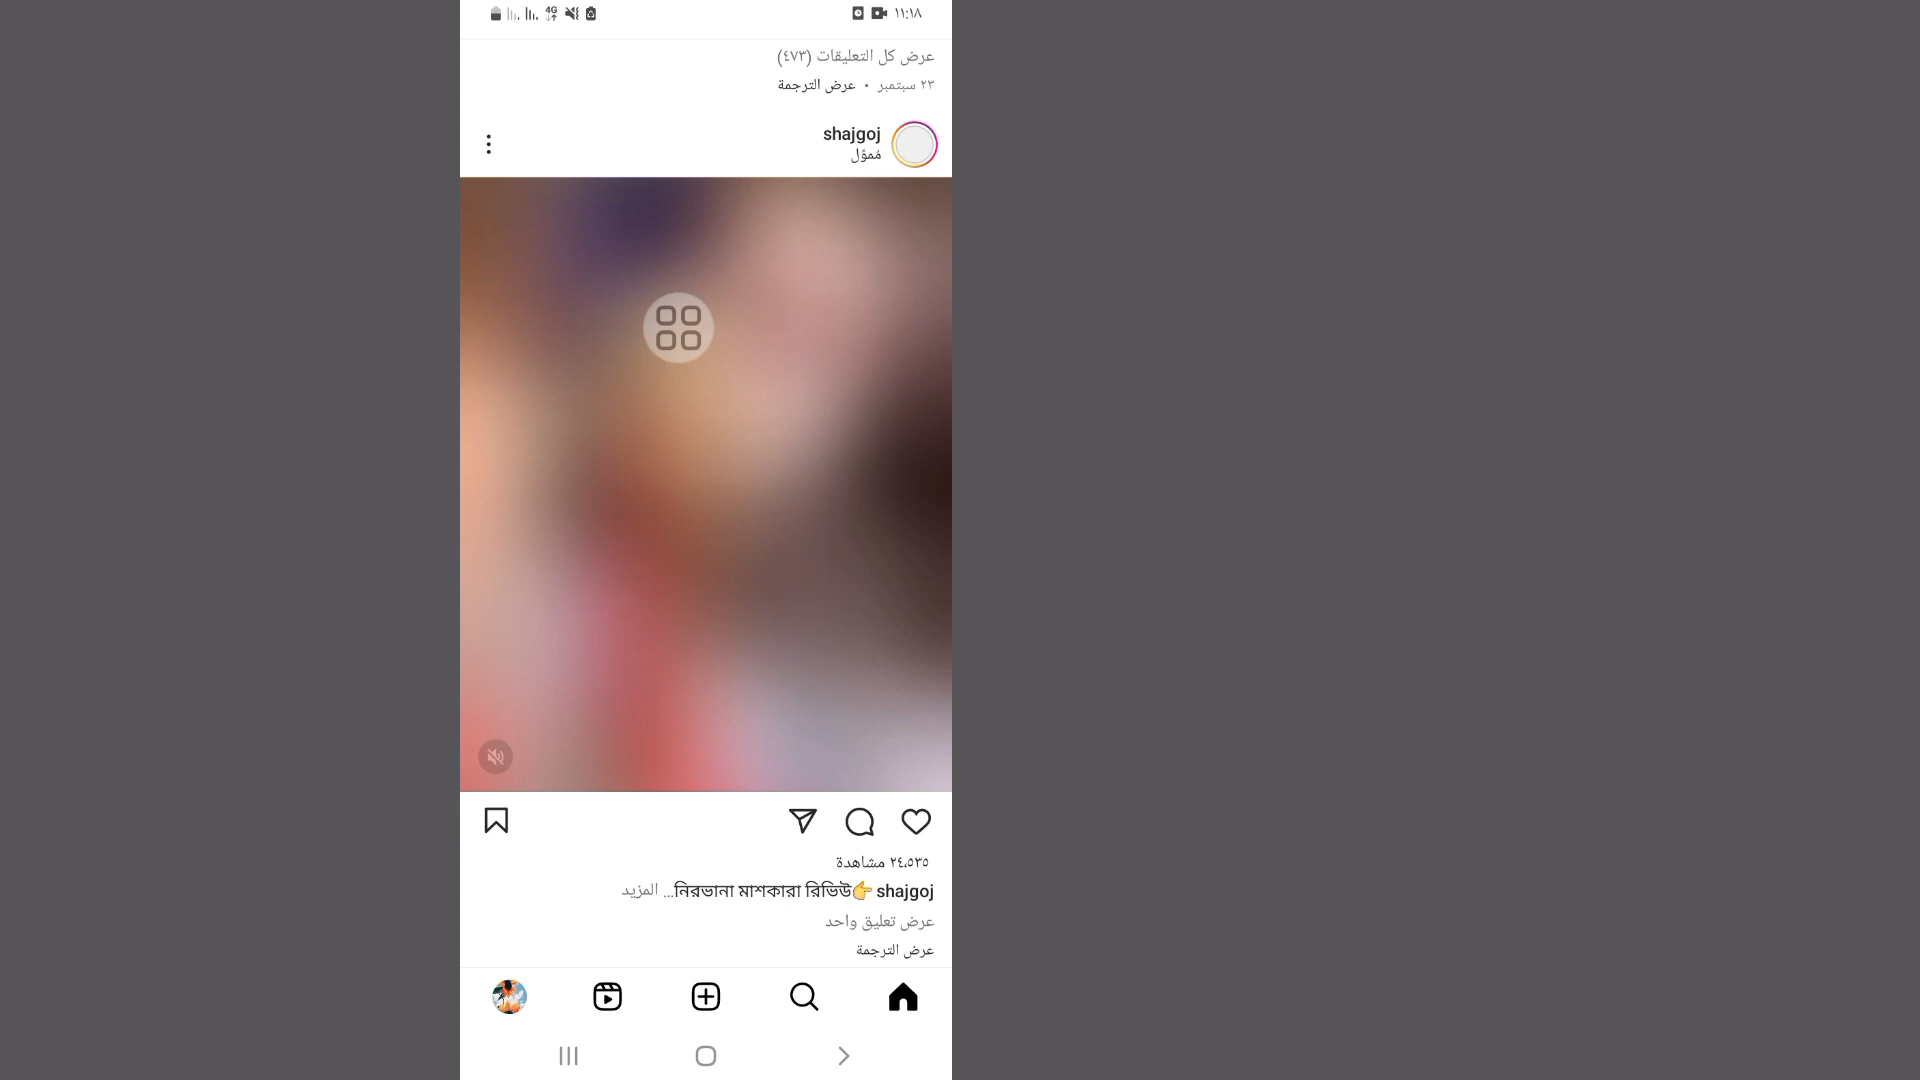 4G ١١:١٨
عرض كل التعليقات (٤٧٣)
٢٣ سبتمبر • عرض الترجمة
shajgoj
مُموَّل
٢٤،٥٣٥ مشاهدة
shajgoj👉নিরভানা মাশকারা রিভিউ... المزيد
عرض تعليق واحد
عرض الترجمة